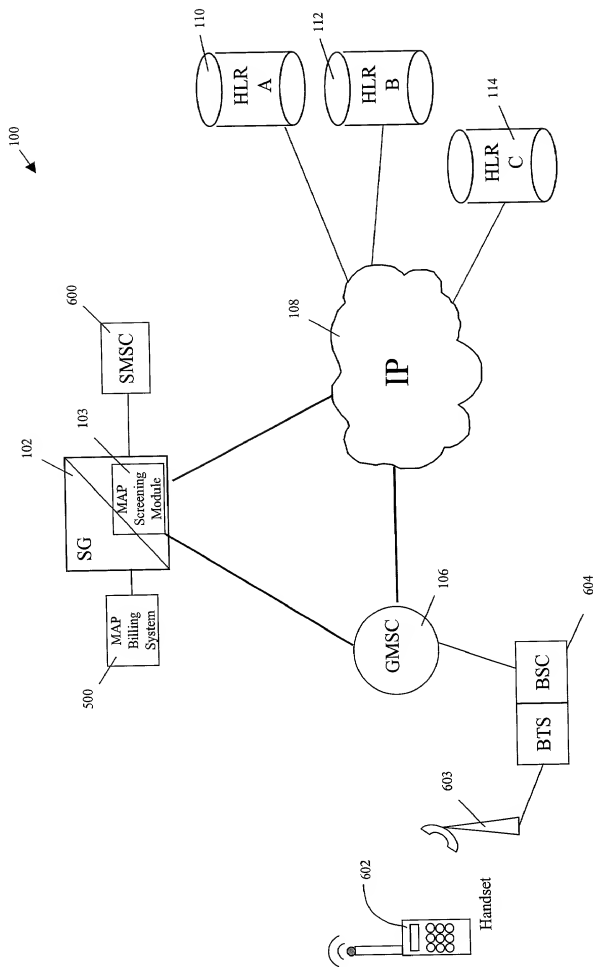 100
110
HLR
A
112
HLR
B
114
HLR
C
600
SMSC
102
103
SG
MAP
Screening
Module
MAP
Billing
System
500
108
IP
GMSC
106
604
BTS
BSC
603
602
Handset